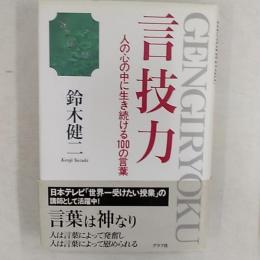 言技力
GENGIRYOKU
人の心の中に生き続ける100の言葉
鈴木健二
Kenji Suzuki
日本テレビ「世界一受けたい授業」の
講師として活躍中!
言葉は神なり
人は言葉によって発奮し
人は言葉によって慰められる
グラフ社